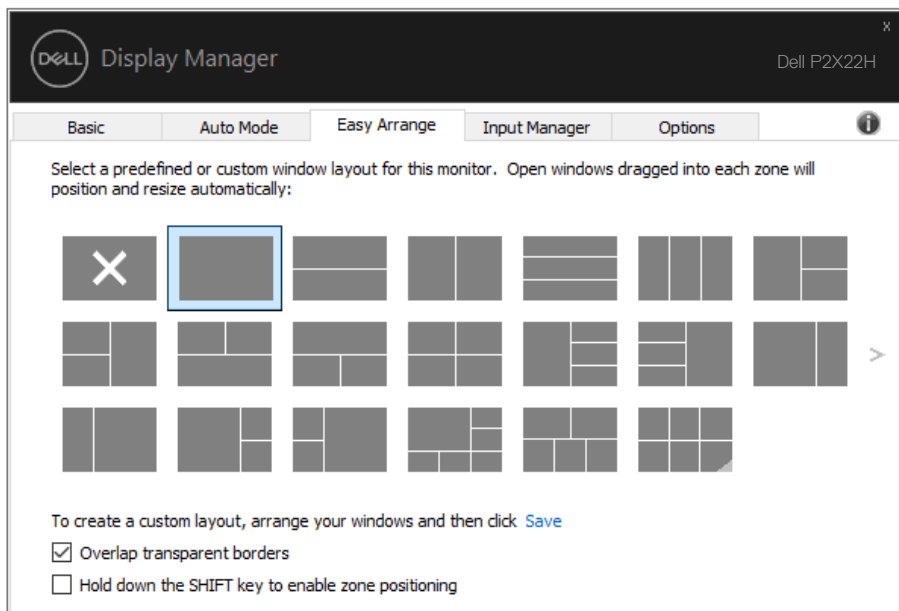 x
DELL Display Manager
Dell P2X22H
Basic Auto Mode Easy Arrange Input Manager Options
Select a predefined or custom window layout for this monitor. Open windows dragged into each zone will
position and resize automatically:
>
To create a custom layout, arrange your windows and then click Save
Overlap transparent borders
Hold down the SHIFT key to enable zone positioning